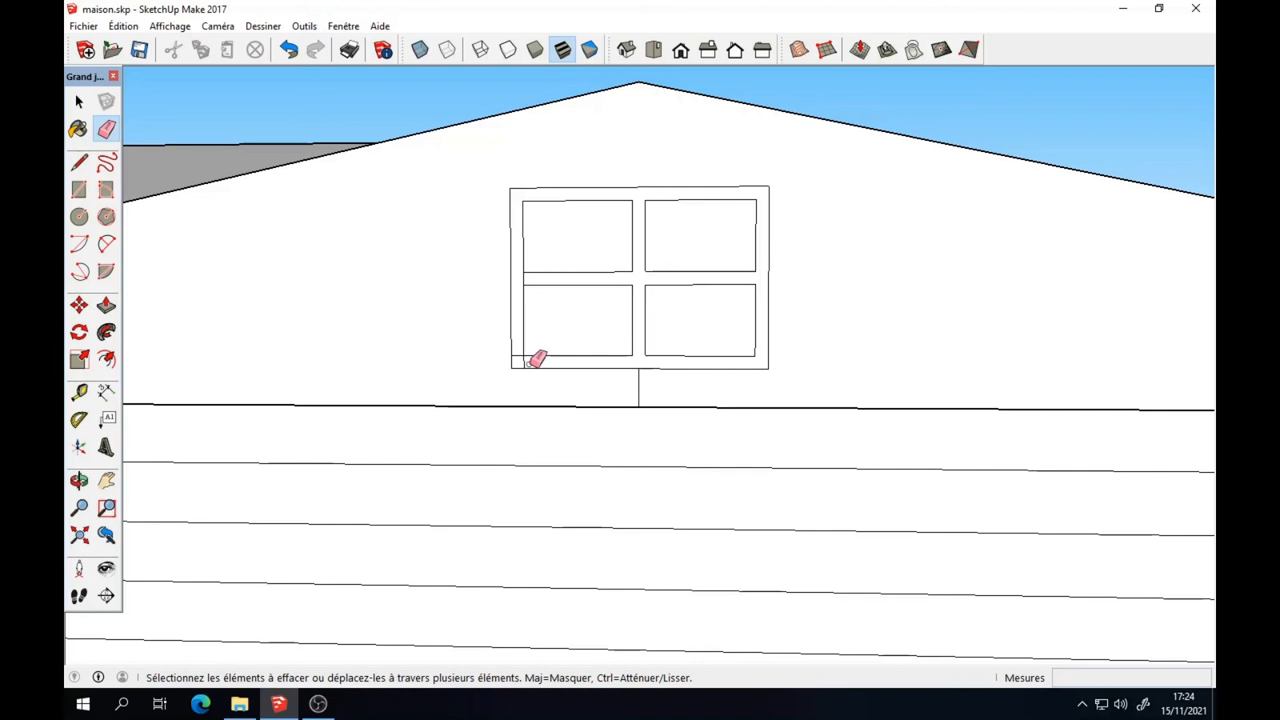 maison.skp - SketchUp Make 2017
Fichier Édition Affichage Caméra Dessiner Outils Fenêtre Aide
Grand j...
A1
Sélectionnez les éléments à effacer ou déplacez-les à travers plusieurs éléments. Maj=Masquer, Ctrl=Atténuer/Lisser.
Mesures
17:24
15/11/2021